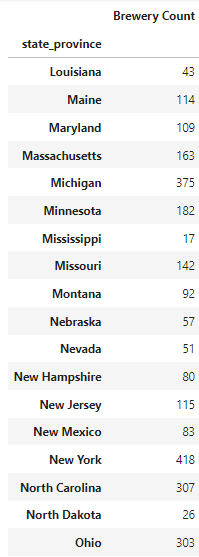 Brewery Count
state_province
Louisiana 43
Maine 114
Maryland 109
Massachusetts 163
Michigan 375
Minnesota 182
Mississippi 17
Missouri 142
Montana 92
Nebraska 57
Nevada 51
New Hampshire 80
New Jersey 115
New Mexico 83
New York 418
North Carolina 307
North Dakota 26
Ohio 303